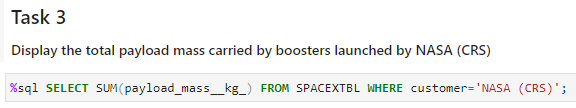 Task 3
Display the total payload mass carried by boosters launched by NASA (CRS)
%sql SELECT SUM(payload_mass__kg_) FROM SPACEXTBL WHERE customer='NASA (CRS)';